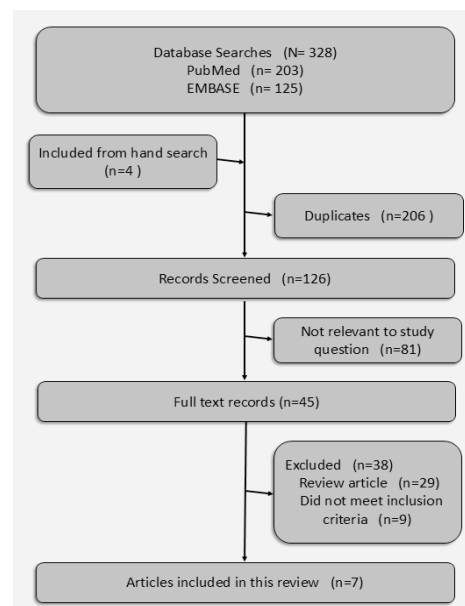 Database Searches (N= 328)
PubMed (n= 203)
EMBASE (n= 125)
Included from hand search
(n=4 )
Duplicates (n=206 )
Records Screened (n=126)
Not relevant to study
question (n=81)
Full text records (n=45)
Excluded (n=38)
Review article (n=29)
Did not meet inclusion
criteria (n=9)
Articles included in this review (n=7)